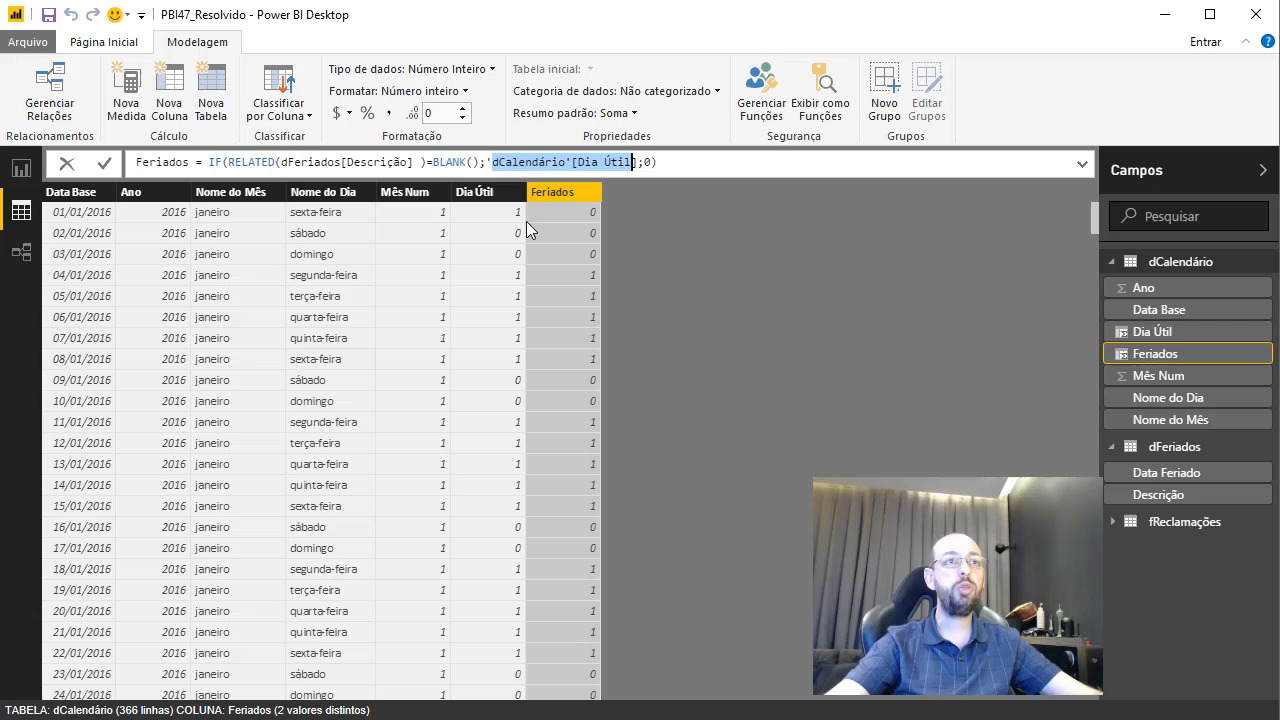 PBI47_Resolvido - Power BI Desktop
Arquivo Página Inicial Modelagem Entrar
Gerenciar Relações
Nova Medida
Nova Coluna
Nova Tabela
Classificar por Coluna
Tipo de dados: Número Inteiro
Formatar: Número inteiro
$ % , .00 0
Tabela inicial:
Categoria de dados: Não categorizado
Resumo padrão: Soma
Gerenciar Funções
Exibir como Funções
Novo Grupo
Editar Grupos
Relacionamentos Cálculo Classificar Formatação Propriedades Segurança Grupos
Feriados = IF(RELATED(dFeriados[Descrição] )=BLANK();'dCalendário'[Dia Útil];0)
Data Base Ano Nome do Mês Nome do Dia Mês Num Dia Útil Feriados
01/01/2016 2016 janeiro sexta-feira 1 1 0
02/01/2016 2016 janeiro sábado 1 0 0
03/01/2016 2016 janeiro domingo 1 0 0
04/01/2016 2016 janeiro segunda-feira 1 1 1
05/01/2016 2016 janeiro terça-feira 1 1 1
06/01/2016 2016 janeiro quarta-feira 1 1 1
07/01/2016 2016 janeiro quinta-feira 1 1 1
08/01/2016 2016 janeiro sexta-feira 1 1 1
09/01/2016 2016 janeiro sábado 1 0 0
10/01/2016 2016 janeiro domingo 1 0 0
11/01/2016 2016 janeiro segunda-feira 1 1 1
12/01/2016 2016 janeiro terça-feira 1 1 1
13/01/2016 2016 janeiro quarta-feira 1 1 1
14/01/2016 2016 janeiro quinta-feira 1 1 1
15/01/2016 2016 janeiro sexta-feira 1 1 1
16/01/2016 2016 janeiro sábado 1 0 0
17/01/2016 2016 janeiro domingo 1 0 0
18/01/2016 2016 janeiro segunda-feira 1 1 1
19/01/2016 2016 janeiro terça-feira 1 1 1
20/01/2016 2016 janeiro quarta-feira 1 1 1
21/01/2016 2016 janeiro quinta-feira 1 1 1
22/01/2016 2016 janeiro sexta-feira 1 1 1
23/01/2016 2016 janeiro sábado 1 0 0
24/01/2016 2016 janeiro domingo 1 0 0
Campos
Pesquisar
dCalendário
Ano
Data Base
Dia Útil
Feriados
Mês Num
Nome do Dia
Nome do Mês
dFeriados
Data Feriado
Descrição
fReclamações
TABELA: dCalendário (366 linhas) COLUNA: Feriados (2 valores distintos)